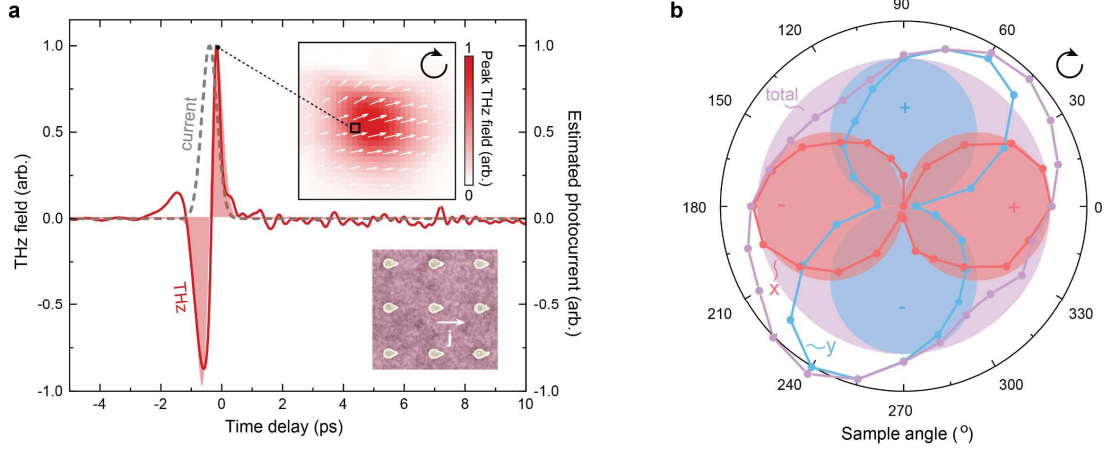 a
1.0
0.5
0.0
-0.5
-1.0
THz field (arb.)
-4
-2
0
2
4
6
8
10
Time delay (ps)
1.0
0.5
0.0
-0.5
-1.0
Estimated photocurrent (arb.)
current
THz
1
0
Peak THz field (arb.)
j
b
90
60
30
0
330
300
270
240
210
180
150
120
total
+
-
-
+
x
y
Sample angle (°)